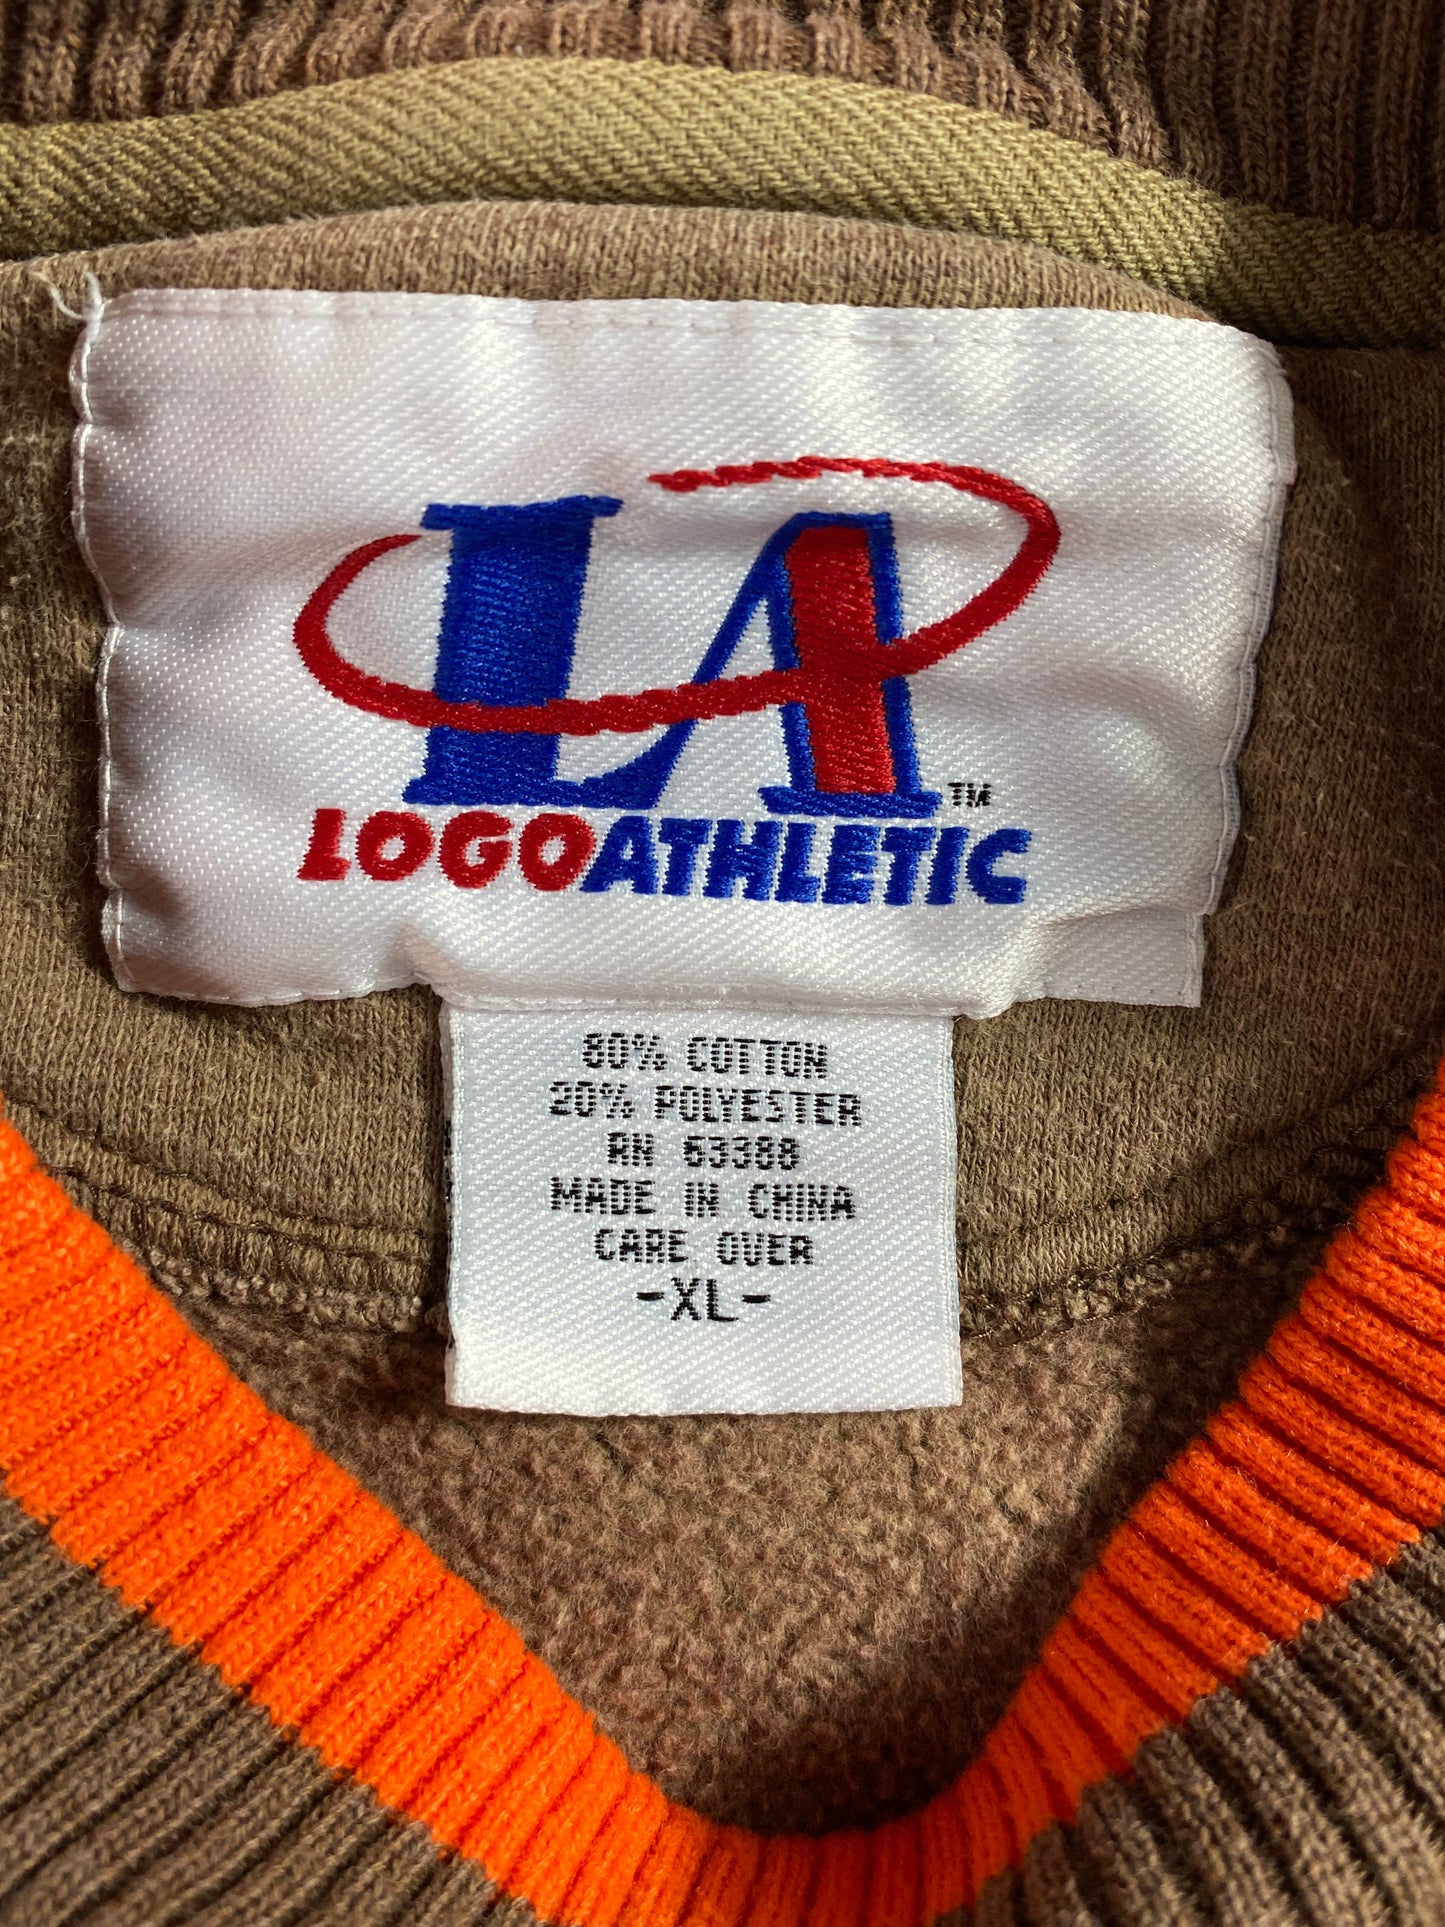 LA
TM
LOGOATHLETIC
80% COTTON
20% POLYESTER
RN 63388
MADE IN CHINA
CARE OVER
-XL-